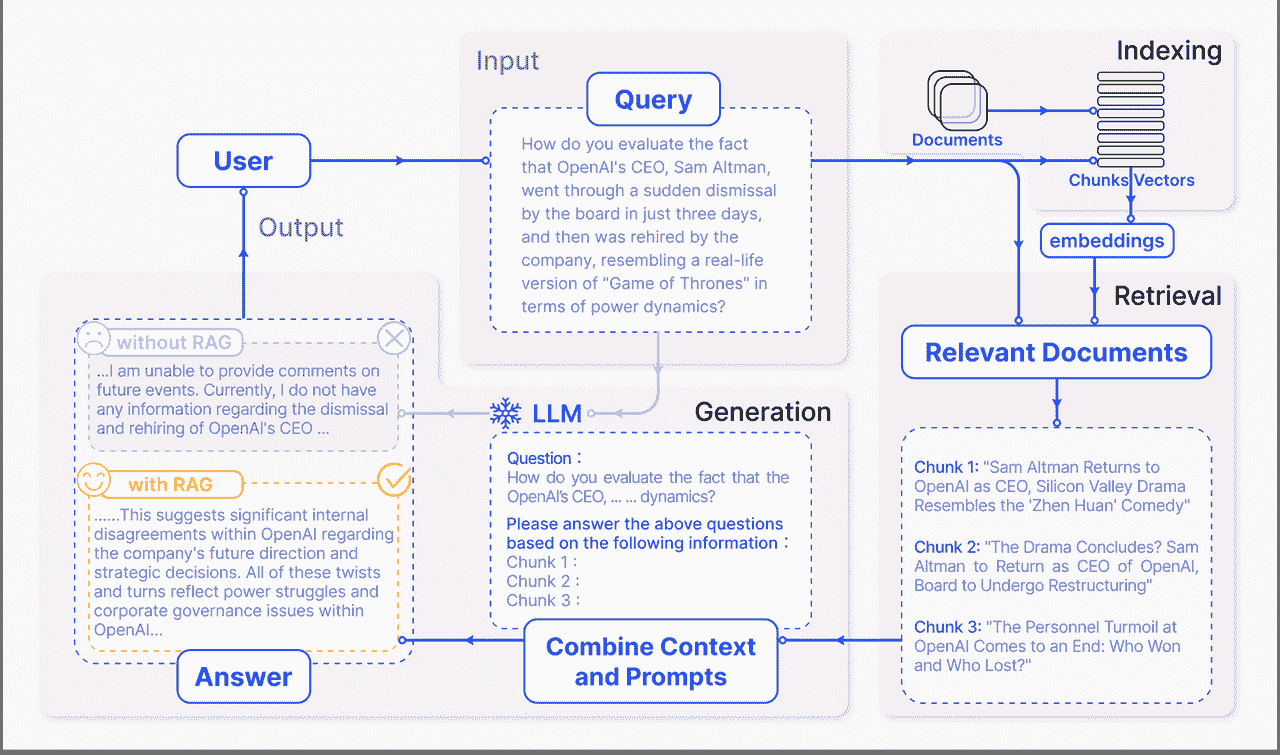 Input
Query
How do you evaluate the fact
that OpenAI's CEO, Sam Altman,
went through a sudden dismissal
by the board in just three days,
and then was rehired by the
company, resembling a real-life
version of "Game of Thrones" in
terms of power dynamics?
Indexing
Documents
Chunks Vectors
embeddings
User
Output
Retrieval
Relevant Documents
Chunk 1: "Sam Altman Returns to
OpenAI as CEO, Silicon Valley Drama
Resembles the 'Zhen Huan' Comedy"
Chunk 2: "The Drama Concludes? Sam
Altman to Return as CEO of OpenAI,
Board to Undergo Restructuring"
Chunk 3: "The Personnel Turmoil at
OpenAI Comes to an End: Who Won
and Who Lost?"
Generation
LLM
Question :
How do you evaluate the fact that the
OpenAI's CEO, ... ... dynamics?
Please answer the above questions
based on the following information :
Chunk 1 :
Chunk 2 :
Chunk 3 :
Combine Context
and Prompts
without RAG
...I am unable to provide comments on
future events. Currently, I do not have
any information regarding the dismissal
and rehiring of OpenAI's CEO ...
with RAG
......This suggests significant internal
disagreements within OpenAI regarding
the company's future direction and
strategic decisions. All of these twists
and turns reflect power struggles and
corporate governance issues within
OpenAI...
Answer